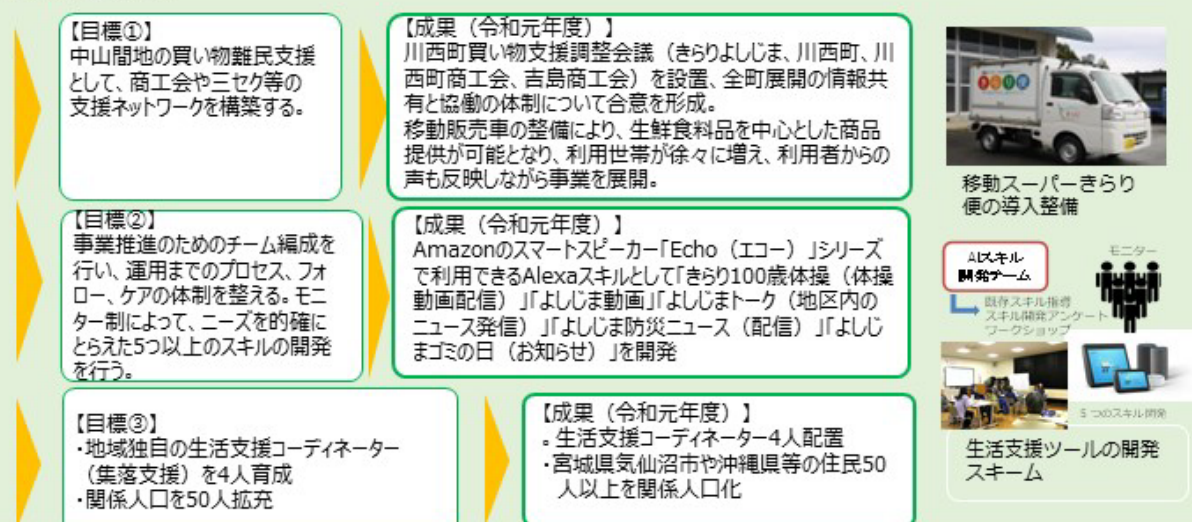 【目標①】
中山間地の買い物難民支援
として、商工会や三セク等の
支援ネットワークを構築する。
【成果（令和元年度）】
川西町買い物支援調整会議（きらりよしじま、川西町、川
西町商工会、吉島商工会）を設置、全町展開の情報共
有と協働の体制について合意を形成。
移動販売車の整備により、生鮮食料品を中心とした商品
提供が可能となり、利用世帯が徐々に増え、利用者からの
声も反映しながら事業を展開。
移動スーパーきらり
便の導入整備
【目標②】
事業推進のためのチーム編成を
行い、運用までのプロセス、フォ
ロー、ケアの体制を整える。モニ
ター制によって、ニーズを的確に
とらえた5つ以上のスキルの開発
を行う。
【成果（令和元年度）】
Amazonのスマートスピーカー「Echo（エコー）」シリーズ
で利用できるAlexaスキルとして「きらり100歳体操（体操
動画配信）」「よしじま動画」「よしじまトーク（地区内の
ニュース発信）」「よしじま防災ニュース（配信）」「よしじ
まゴミの日（お知らせ）」を開発
AIスキル
開発チーム
モニター
既存スキル指導
スキル開発アンケート
ワークショップ
5つのスキル開発
生活支援ツールの開発
スキーム
【目標③】
・地域独自の生活支援コーディネーター
（集落支援）を4人育成
・関係人口を50人拡充
【成果（令和元年度）】
。生活支援コーディネーター4人配置
・宮城県気仙沼市や沖縄県等の住民50
人以上を関係人口化